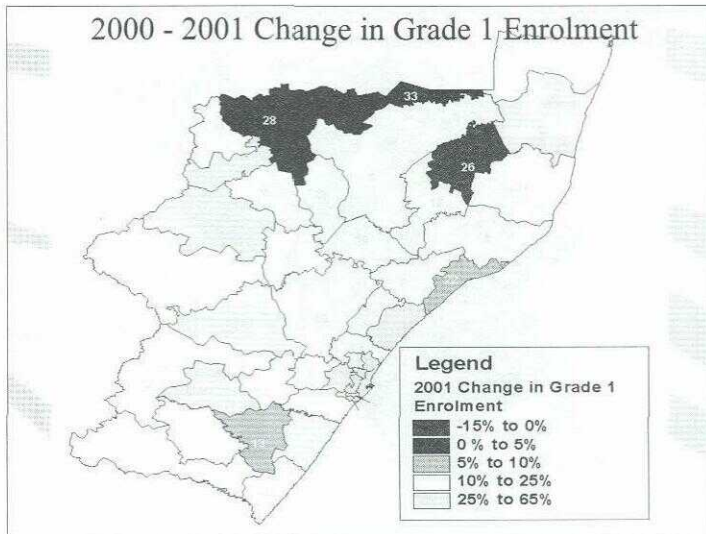 2000 - 2001 Change in Grade 1 Enrolment
33
28
26
Legend
2001 Change in Grade 1
Enrolment
-15% to 0%
0 % to 5%
5% to 10%
10% to 25%
25% to 65%